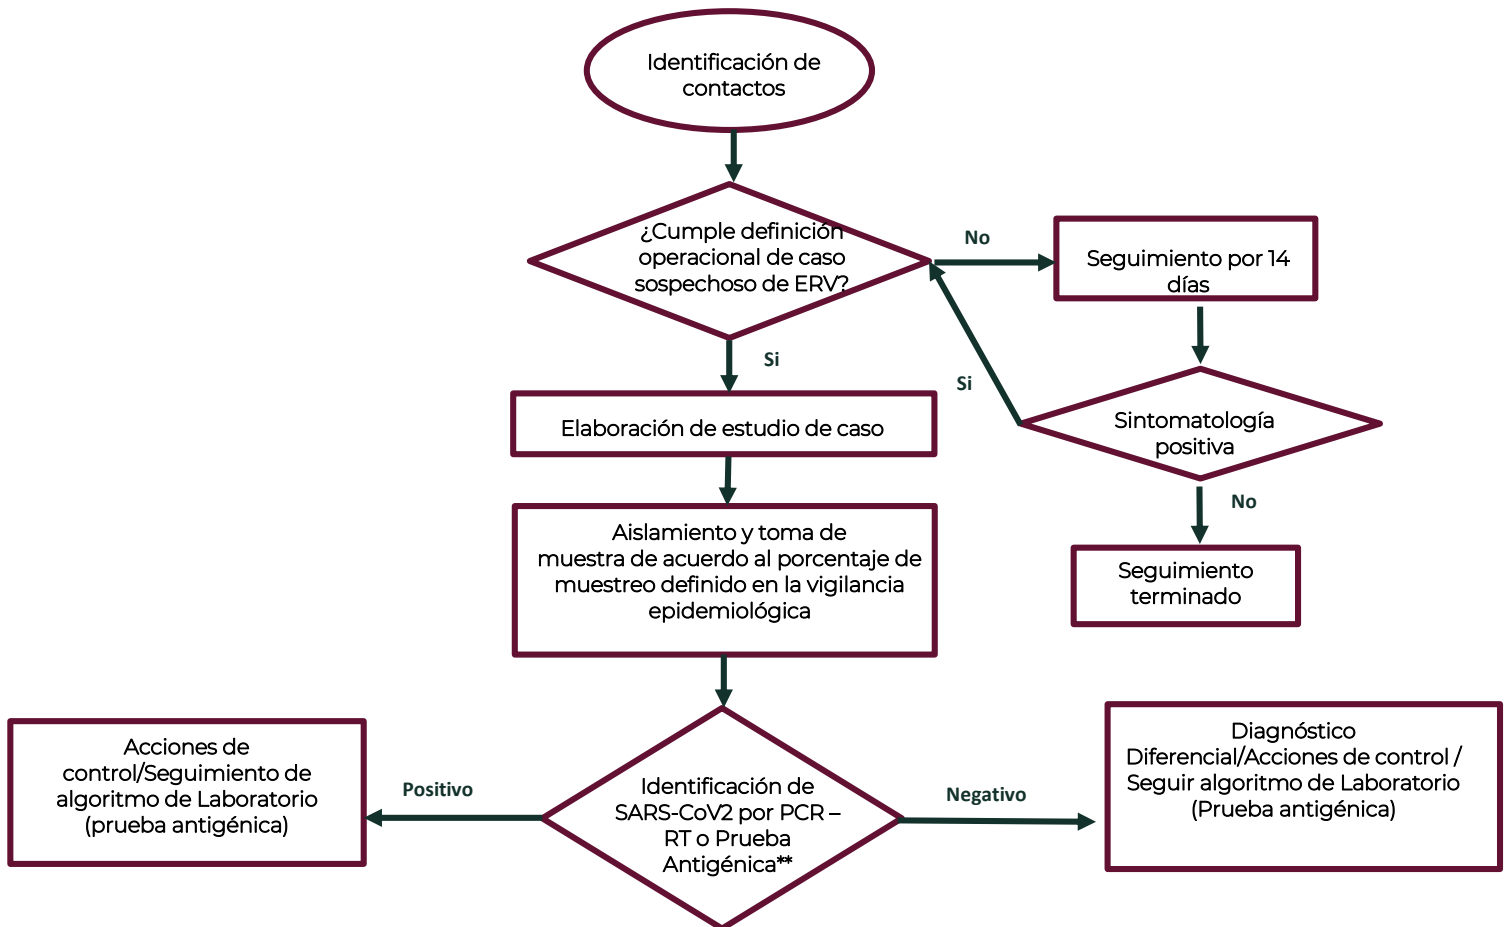 Identificación de
contactos
¿Cumple definición
operacional de caso
sospechoso de ERV?
No
Seguimiento por 14
días
Si
Si
Sintomatología
positiva
Elaboración de estudio de caso
No
Aislamiento y toma de
muestra de acuerdo al porcentaje de
muestreo definido en la vigilancia
epidemiológica
Seguimiento
terminado
Acciones de
control/Seguimiento de
algoritmo de Laboratorio
(prueba antigénica)
Positivo
Identificación de
SARS-CoV2 por PCR –
RT o Prueba
Antigénica**
Negativo
Diagnóstico
Diferencial/Acciones de control /
Seguir algoritmo de Laboratorio
(Prueba antigénica)